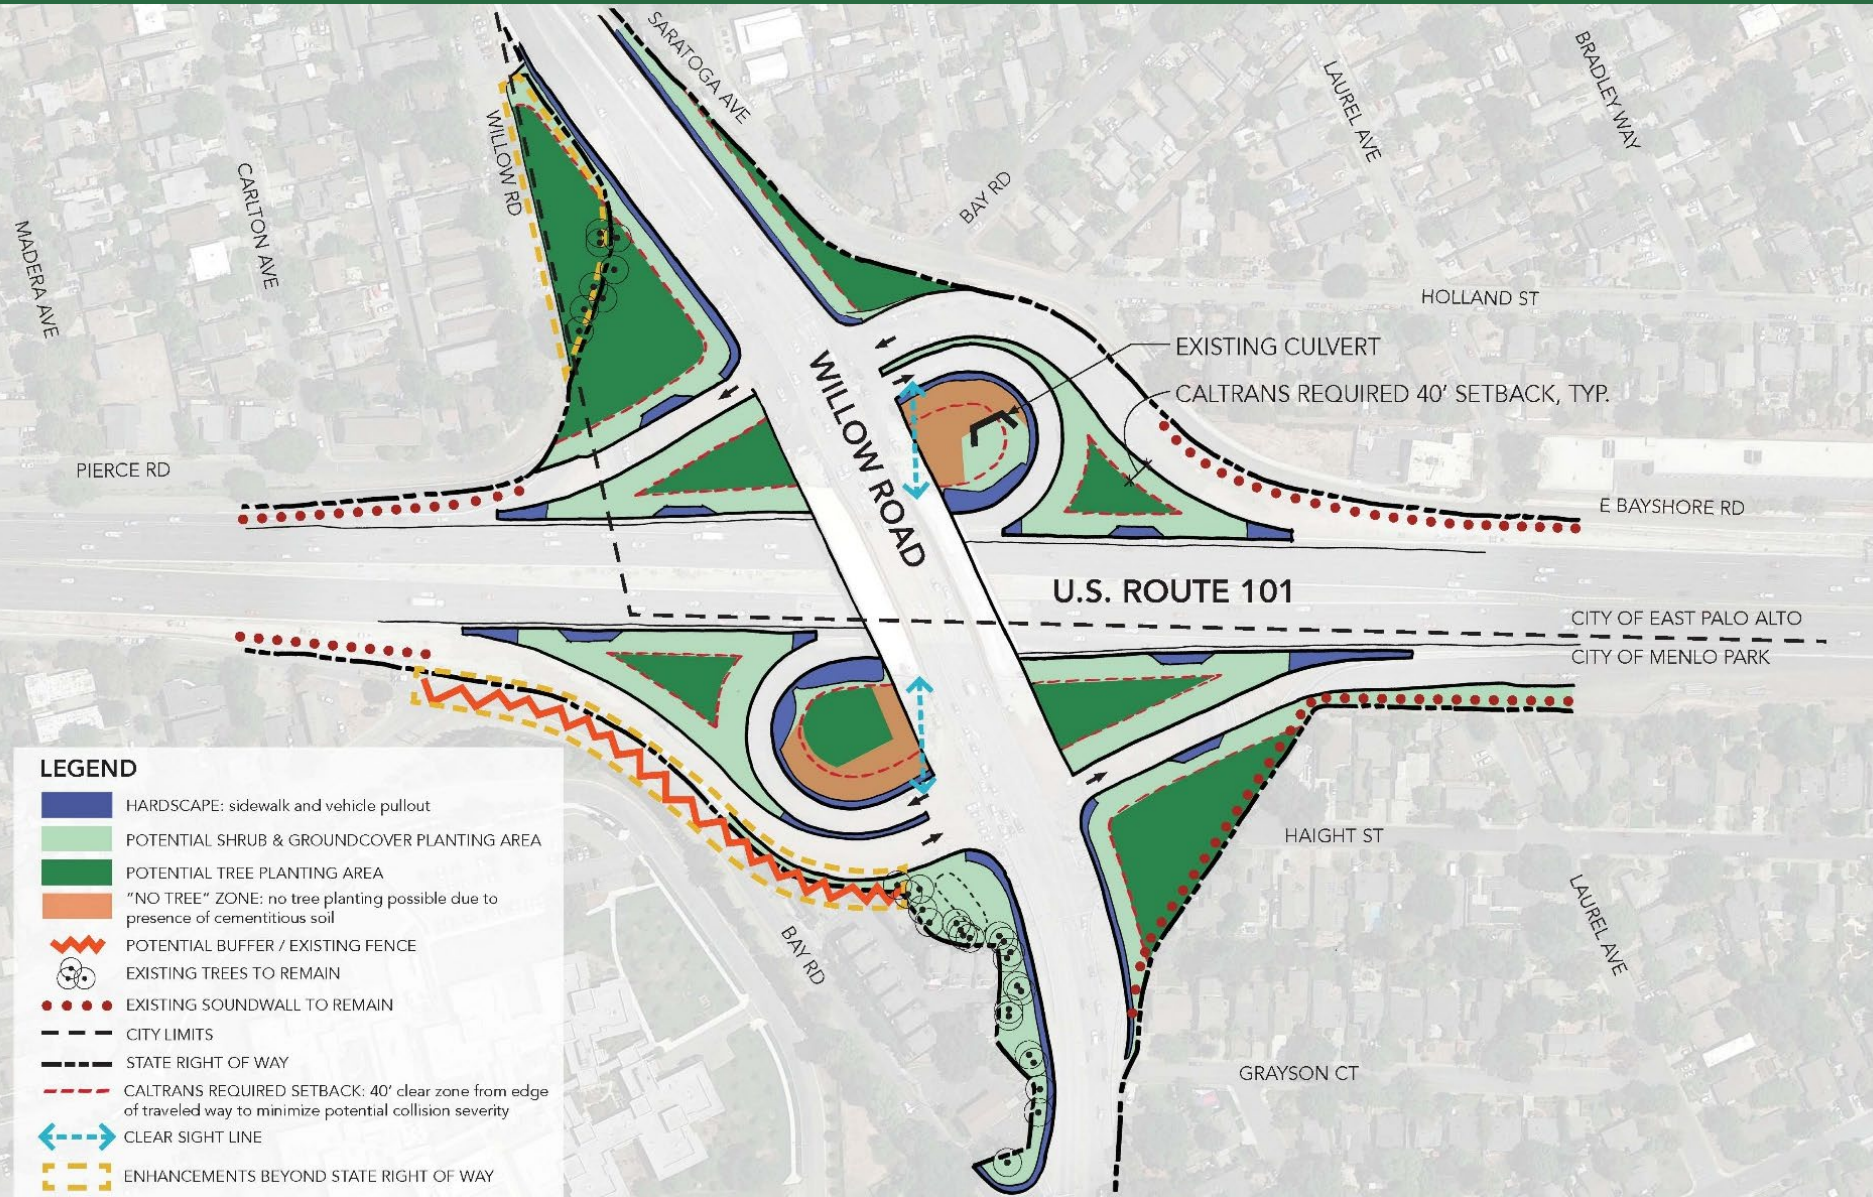 SARATOGA AVE
BRADLEY WAY
LAUREL AVE
WILLOW RD
CARLTON AVE
MADERA AVE
BAY RD
HOLLAND ST
EXISTING CULVERT
CALTRANS REQUIRED 40' SETBACK, TYP.
WILLOW ROAD
PIERCE RD
E BAYSHORE RD
U.S. ROUTE 101
CITY OF EAST PALO ALTO
CITY OF MENLO PARK
HAIGHT ST
LAUREL AVE
BAY RD
GRAYSON CT
LEGEND
HARDSCAPE: sidewalk and vehicle pullout
POTENTIAL SHRUB & GROUNDCOVER PLANTING AREA
POTENTIAL TREE PLANTING AREA
"NO TREE" ZONE: no tree planting possible due to
presence of cementitious soil
POTENTIAL BUFFER / EXISTING FENCE
EXISTING TREES TO REMAIN
EXISTING SOUNDWALL TO REMAIN
CITY LIMITS
STATE RIGHT OF WAY
CALTRANS REQUIRED SETBACK: 40' clear zone from edge
of traveled way to minimize potential collision severity
CLEAR SIGHT LINE
ENHANCEMENTS BEYOND STATE RIGHT OF WAY